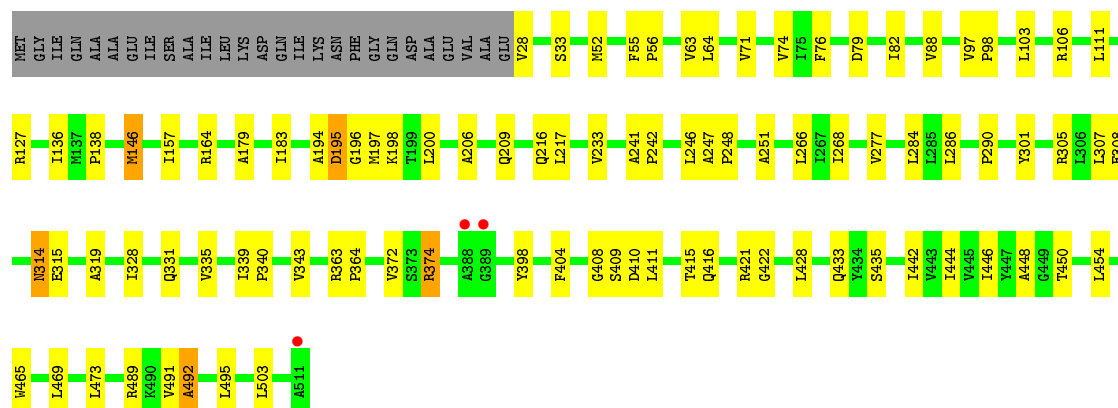 MET GLY ILE GLN ALA ALA GLU ILE SER ALA ILE LEU LYS ASP GLN ILE LYS ASN PHE GLY GLN ASP ALA GLU VAL ALA GLU V28 S33 M52 F55 P56 V63 L64 V71 V74 I75 F76 D79 I82 V88 V97 P98 L103 R106 L111
R127 I136 M137 P138 M146 I157 R164 A179 I183 A194 D195 G196 M197 K198 T199 L200 A206 Q209 Q216 L217 V233 A241 P242 L246 A247 P248 A251 L266 I267 I268 V277 L284 L285 L286 P290 Y301 R305 L306 L307
N314 E315 A319 I328 Q331 V335 I339 P340 V343 R363 P364 V372 S373 R374 A388 G389 Y398 F404 G408 S409 D410 L411 T415 Q416 R421 G422 L428 Q433 Y434 S435 I442 V443 I444 V445 I446 Y447 A448 G449 T450 L454
W465 L469 L473 R489 K490 V491 A492 L495 L503 A511